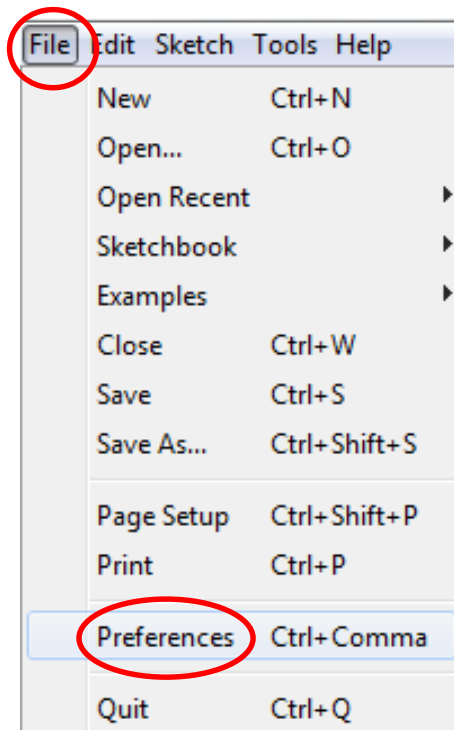 File Edit Sketch Tools Help
New Ctrl+N
Open... Ctrl+O
Open Recent
Sketchbook
Examples
Close Ctrl+W
Save Ctrl+S
Save As... Ctrl+Shift+S
Page Setup Ctrl+Shift+P
Print Ctrl+P
Preferences Ctrl+Comma
Quit Ctrl+Q